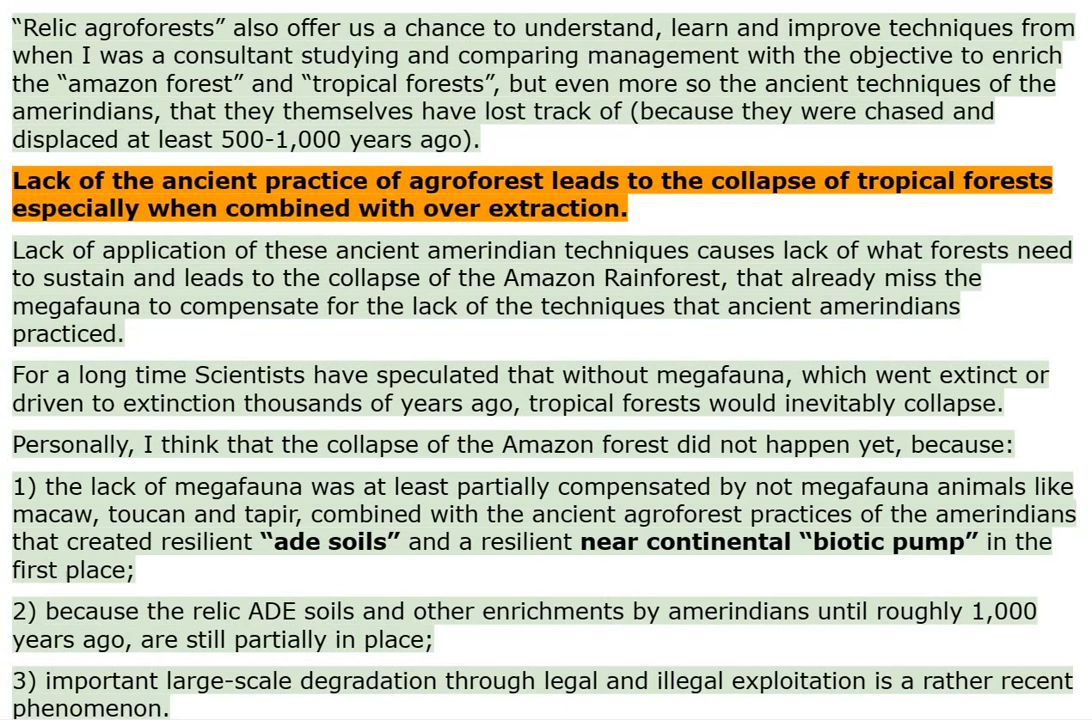 “Relic agroforests” also offer us a chance to understand, learn and improve techniques from
when I was a consultant studying and comparing management with the objective to enrich
the “amazon forest” and “tropical forests”, but even more so the ancient techniques of the
amerindians, that they themselves have lost track of (because they were chased and
displaced at least 500-1,000 years ago).
Lack of the ancient practice of agroforest leads to the collapse of tropical forests
especially when combined with over extraction.
Lack of application of these ancient amerindian techniques causes lack of what forests need
to sustain and leads to the collapse of the Amazon Rainforest, that already miss the
megafauna to compensate for the lack of the techniques that ancient amerindians
practiced.
For a long time Scientists have speculated that without megafauna, which went extinct or
driven to extinction thousands of years ago, tropical forests would inevitably collapse.
Personally, I think that the collapse of the Amazon forest did not happen yet, because:
1) the lack of megafauna was at least partially compensated by not megafauna animals like
macaw, toucan and tapir, combined with the ancient agroforest practices of the amerindians
that created resilient “ade soils” and a resilient near continental “biotic pump” in the
first place;
2) because the relic ADE soils and other enrichments by amerindians until roughly 1,000
years ago, are still partially in place;
3) important large-scale degradation through legal and illegal exploitation is a rather recent
phenomenon.